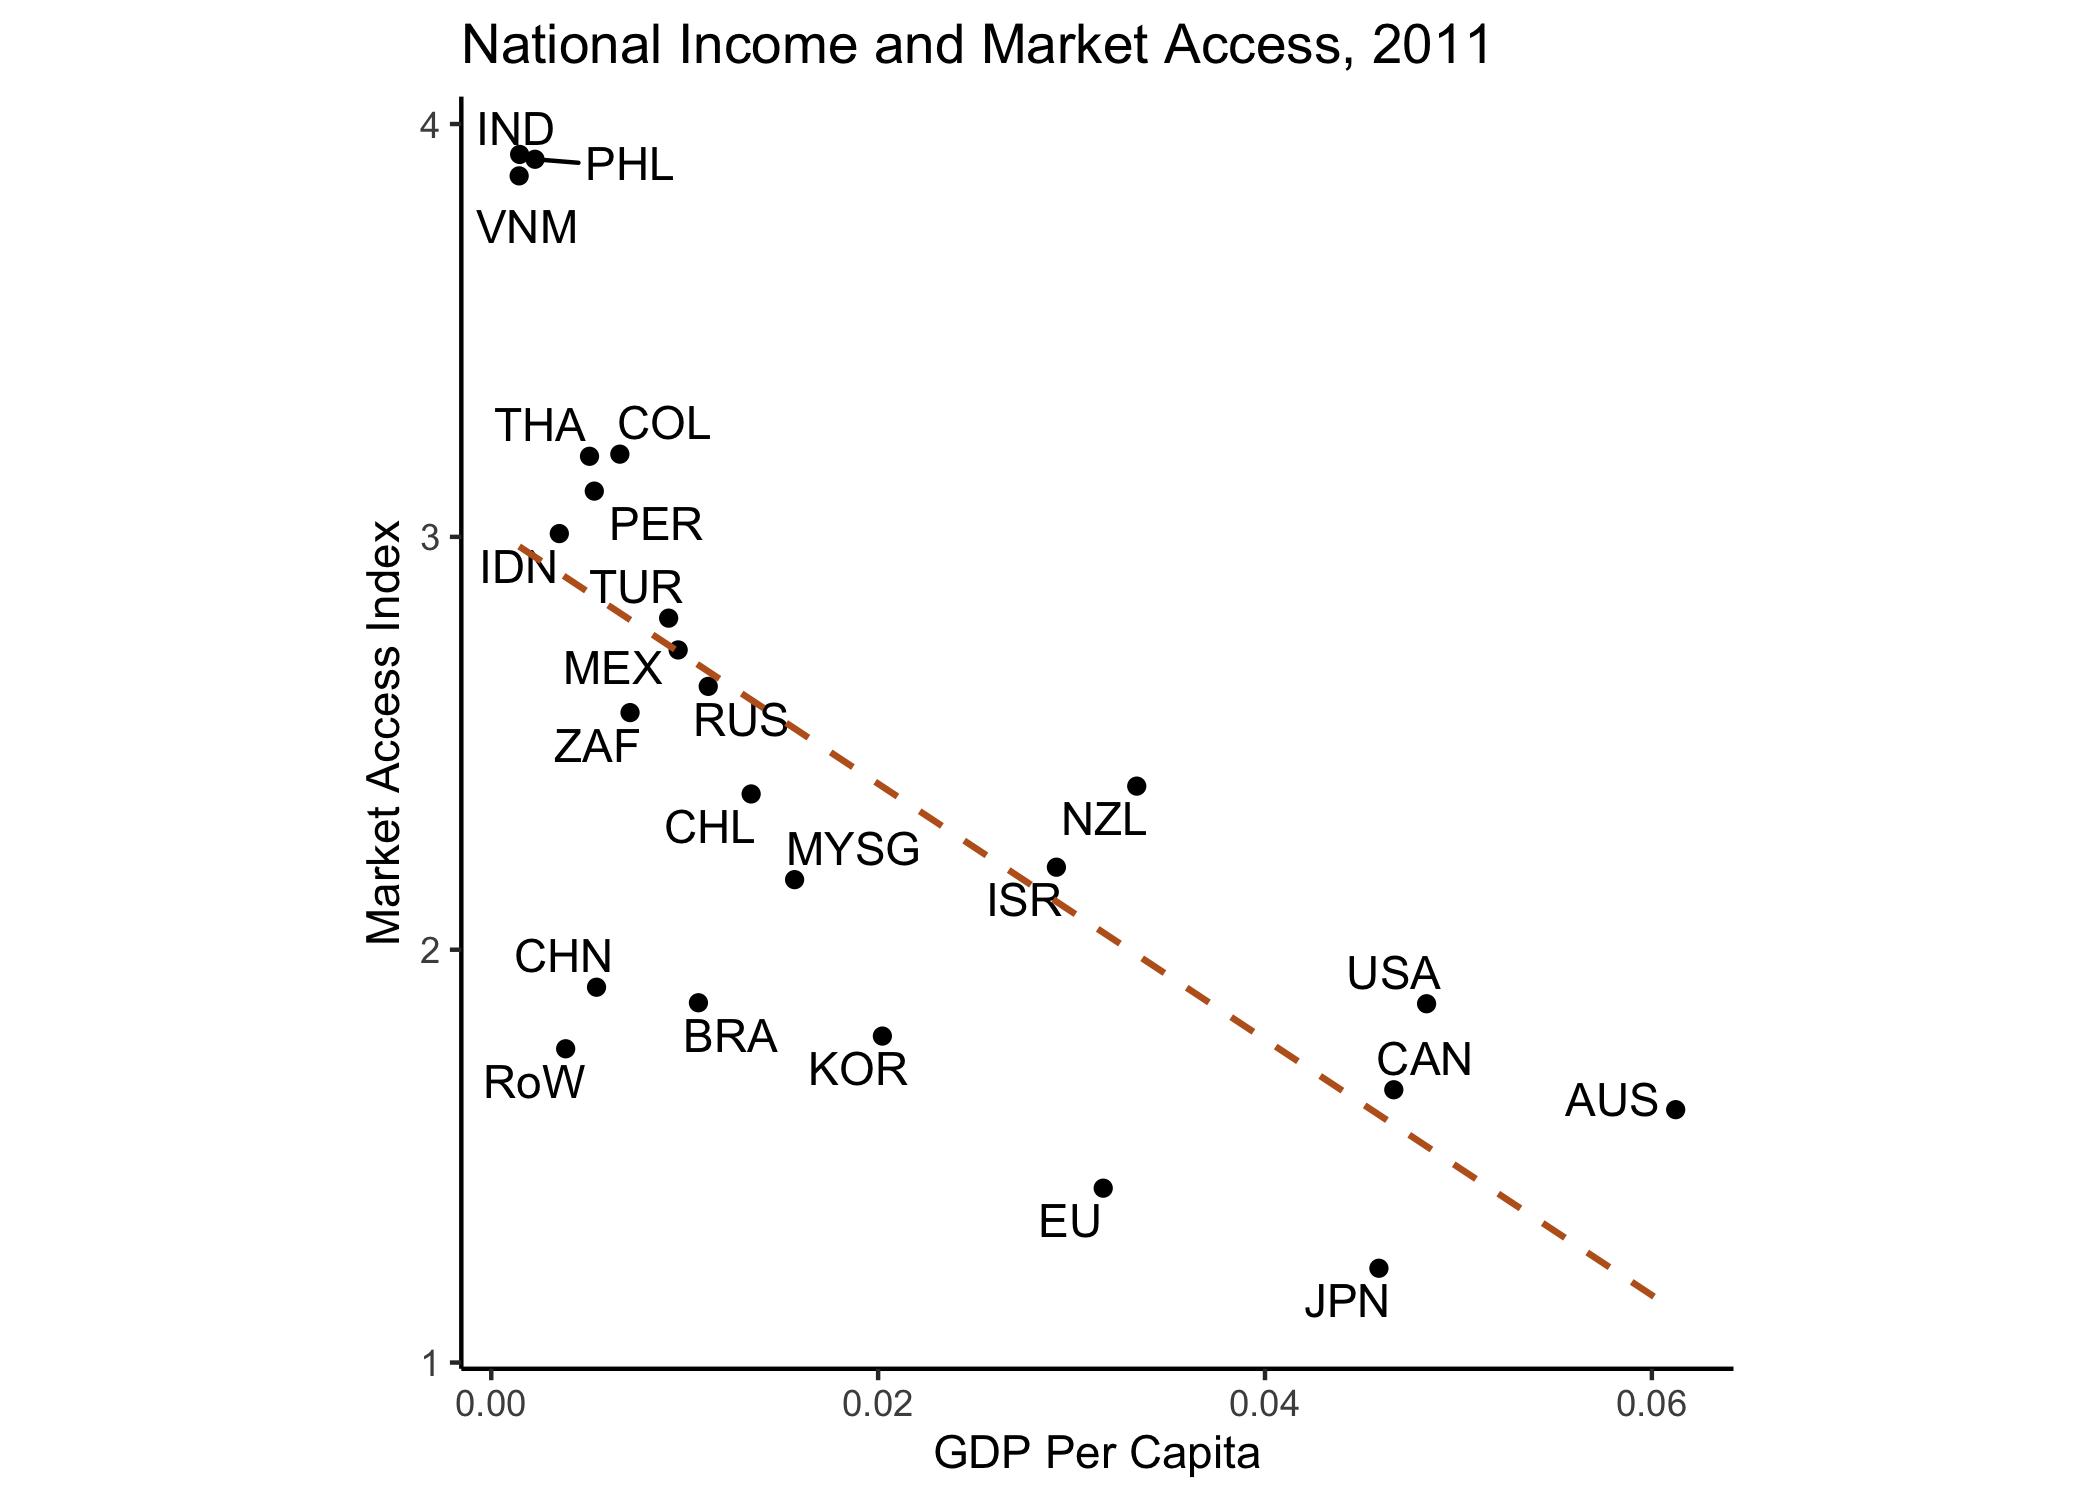 National Income and Market Access, 2011
4
IND
PHL
VNM
THA
COL
PER
3
IDN
TUR
MEX
RUS
ZAF
NZL
CHL
MYSG
ISR
Market Access Index
2
CHN
USA
BRA
CAN
KOR
RoW
AUS
EU
JPN
1
0.00
0.02
0.04
0.06
GDP Per Capita